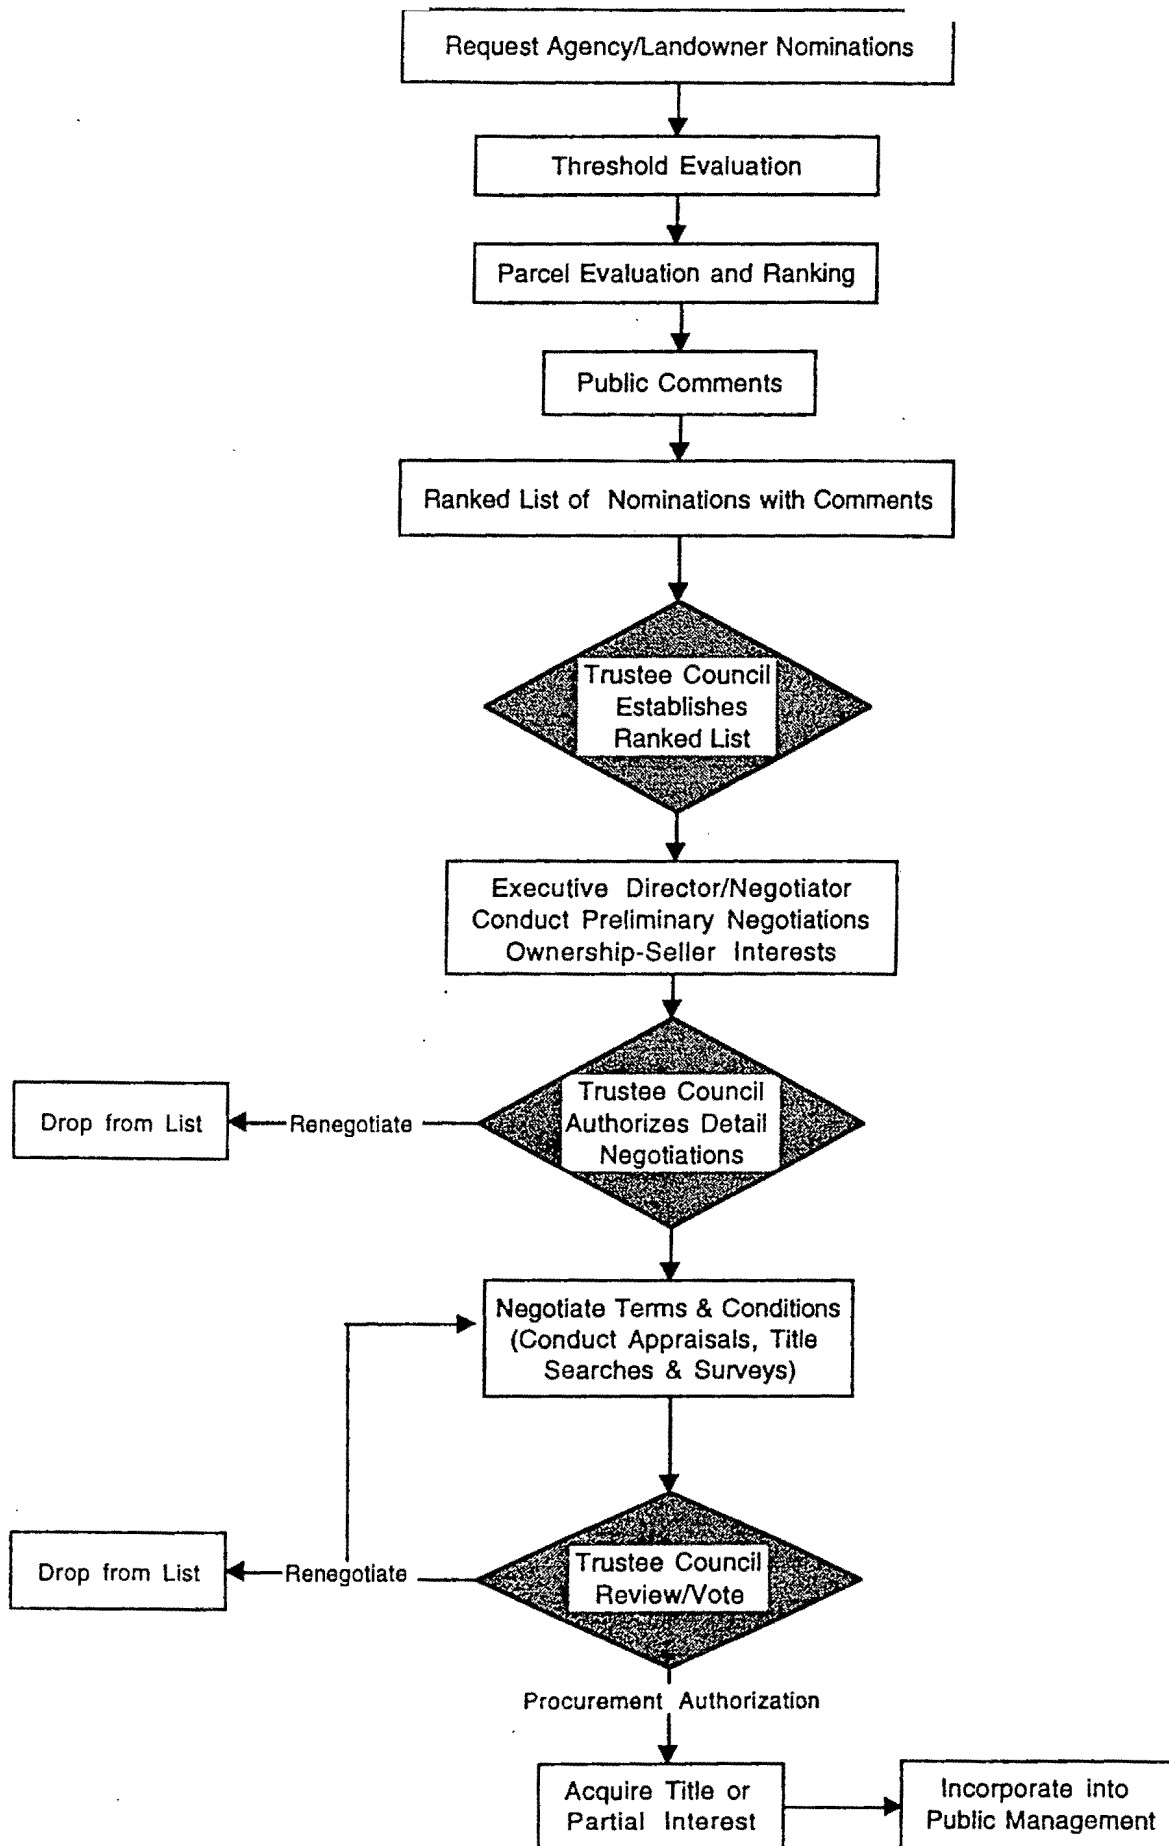 Request Agency/Landowner Nominations
Threshold Evaluation
Parcel Evaluation and Ranking
Public Comments
Ranked List of Nominations with Comments
Trustee Council
Establishes
Ranked List
Executive Director/Negotiator
Conduct Preliminary Negotiations
Ownership-Seller Interests
Trustee Council
Authorizes Detail
Negotiations
Renegotiate
Drop from List
Negotiate Terms & Conditions
(Conduct Appraisals, Title
Searches & Surveys)
Trustee Council
Review/Vote
Renegotiate
Drop from List
Procurement Authorization
Acquire Title or
Partial Interest
Incorporate into
Public Management